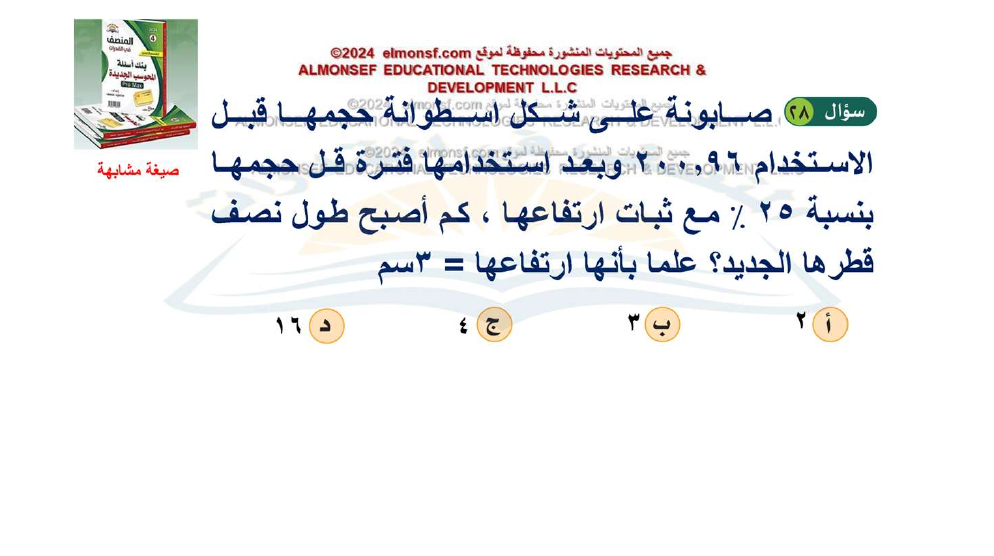 جميع المحتويات المنشورة محفوظة لموقع elmonsf.com ©2024
ALMONSEF EDUCATIONAL TECHNOLOGIES RESEARCH &
DEVELOPMENT L.L.C
سؤال ٢٨ صابونة على شكل اسطوانة حجمها قبل
الاستخدام ٢٠٠,٩٦ وبعد استخدامها فترة قل حجمها
بنسبة ٢٥ ٪ مع ثبات ارتفاعها ، كم أصبح طول نصف
قطرها الجديد؟ علما بأنها ارتفاعها = ٣سم
أ ٢
ب ٣
ج ٤
د ١٦
المنصف
في القدرات
بنك أسئلة
المحوسب الجديدة
صيغة مشابهة